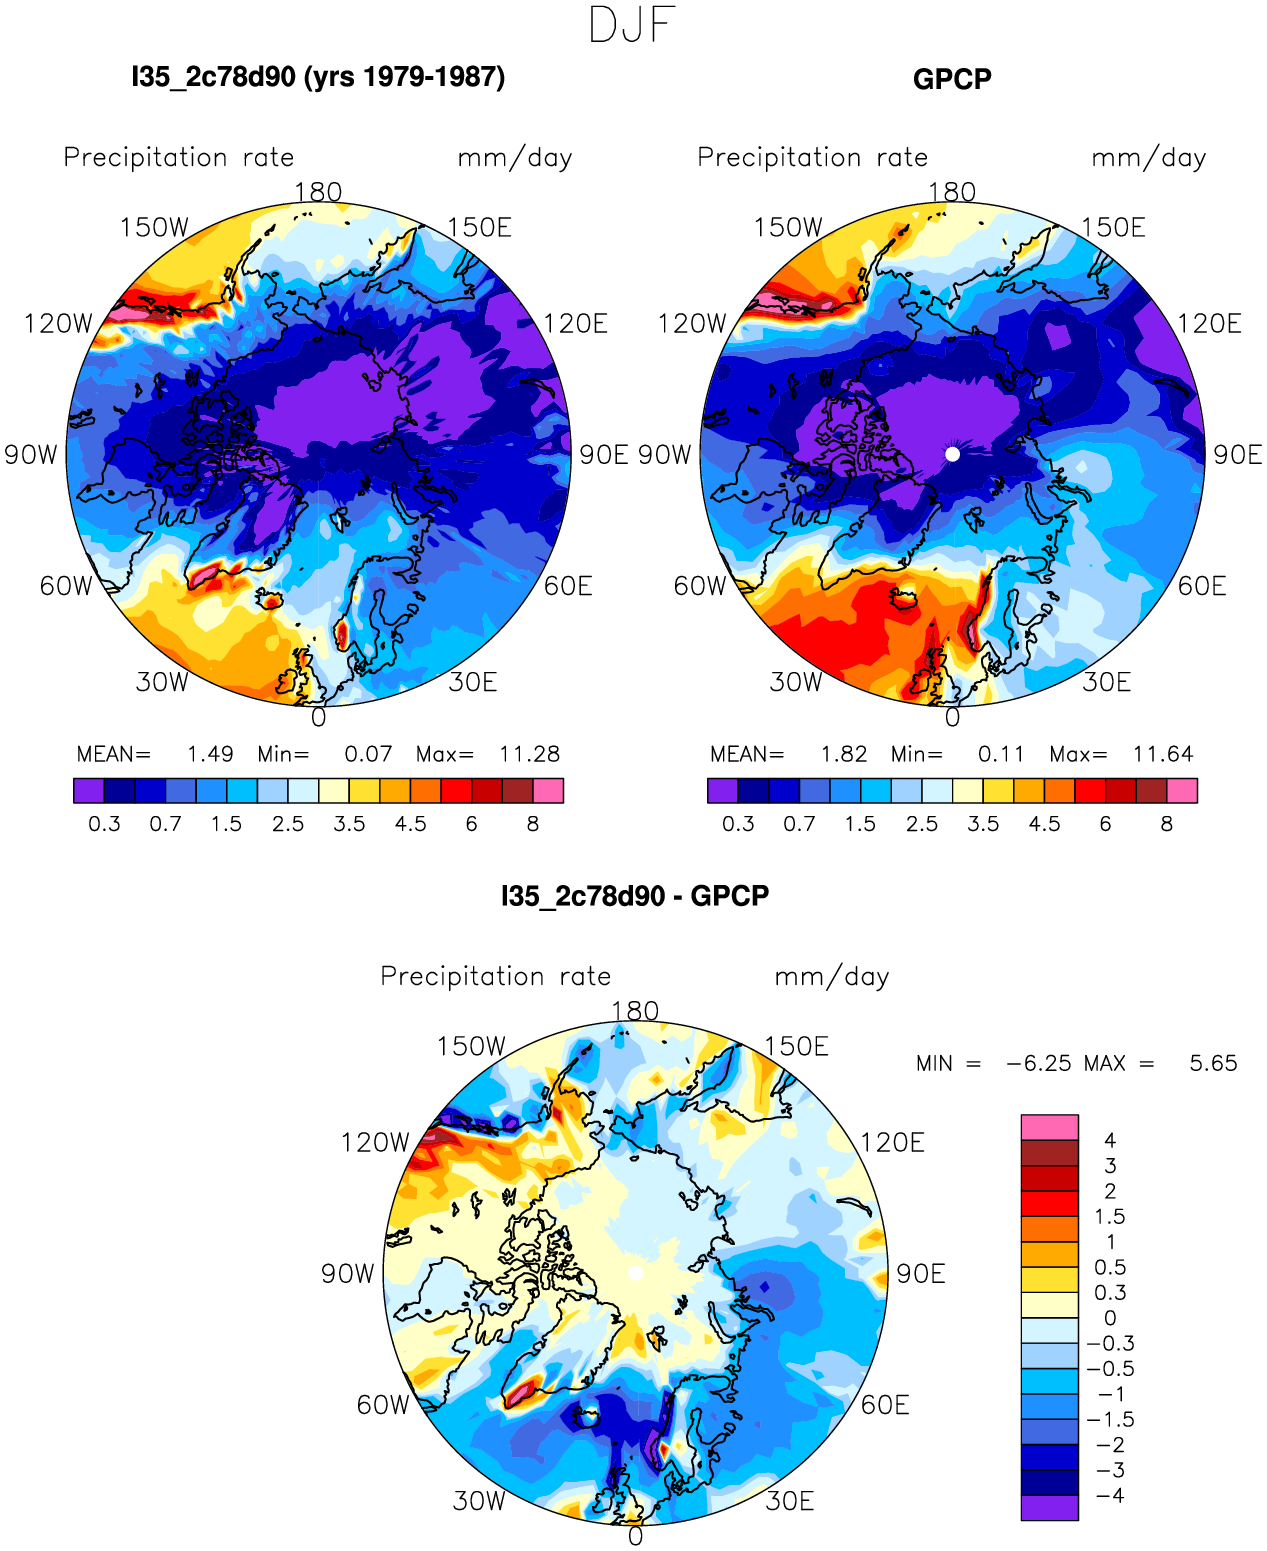 DJF
I35_2c78d90 (yrs 1979-1987)
GPCP
Precipitation rate mm/day
Precipitation rate mm/day
180
150W 150E
120W 120E
90W 90E
60W 60E
30W 30E
0
180
150W 150E
120W 120E
90W 90E
60W 60E
30W 30E
0
MEAN= 1.49 Min= 0.07 Max= 11.28
0.3 0.7 1.5 2.5 3.5 4.5 6 8
MEAN= 1.82 Min= 0.11 Max= 11.64
0.3 0.7 1.5 2.5 3.5 4.5 6 8
I35_2c78d90 - GPCP
Precipitation rate mm/day
180
150W 150E
120W 120E
90W 90E
60W 60E
30W 30E
0
MIN = -6.25 MAX = 5.65
4
3
2
1.5
1
0.5
0.3
0
-0.3
-0.5
-1
-1.5
-2
-3
-4